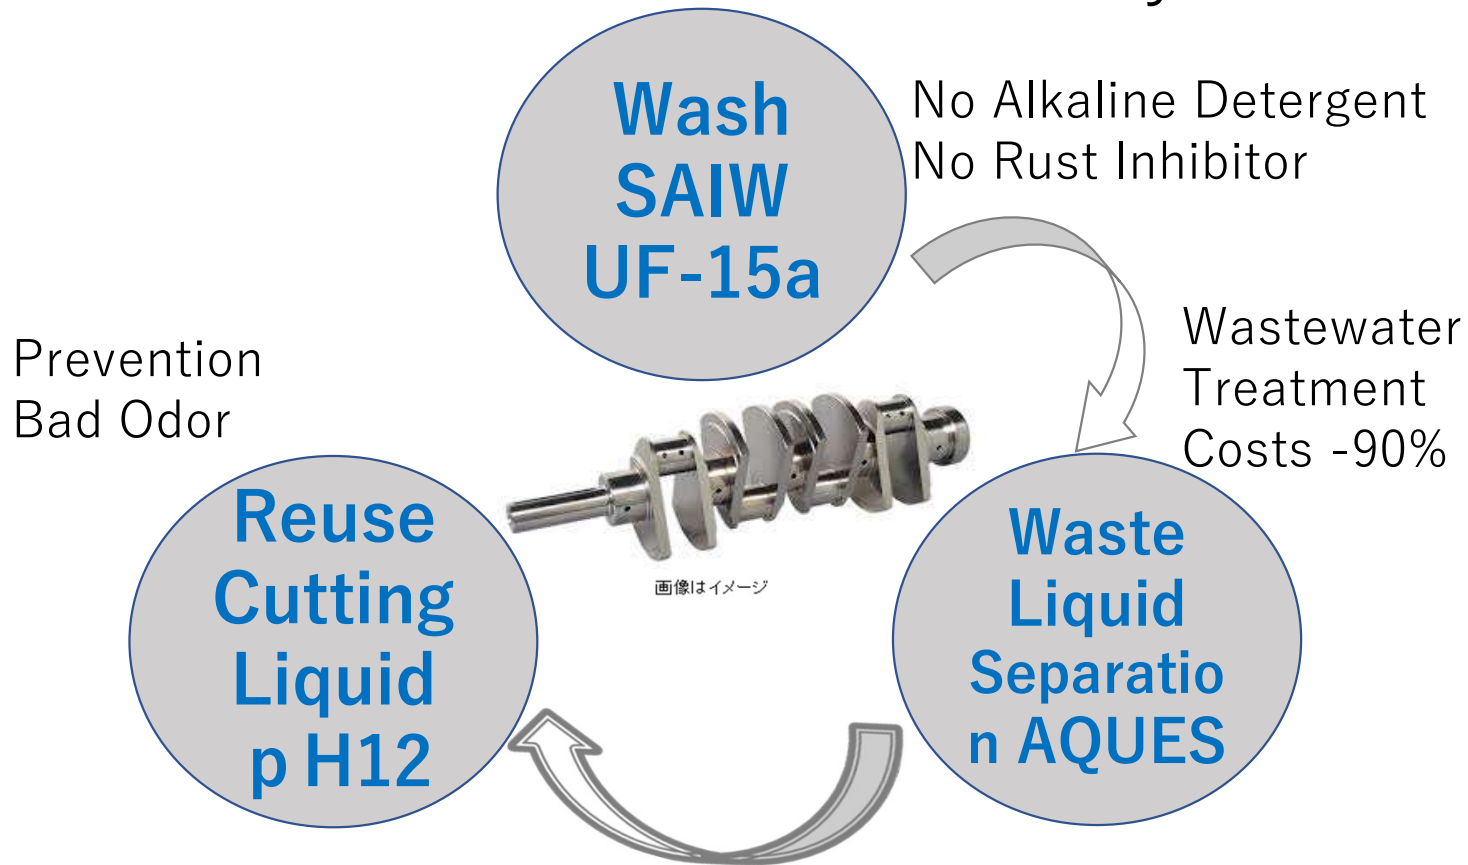 Wash
SAIW
UF-15a
No Alkaline Detergent
No Rust Inhibitor
Wastewater
Treatment
Costs -90%
Prevention
Bad Odor
Reuse
Cutting
Liquid
p H12
画像はイメージ
Waste
Liquid
Separatio
n AQUES